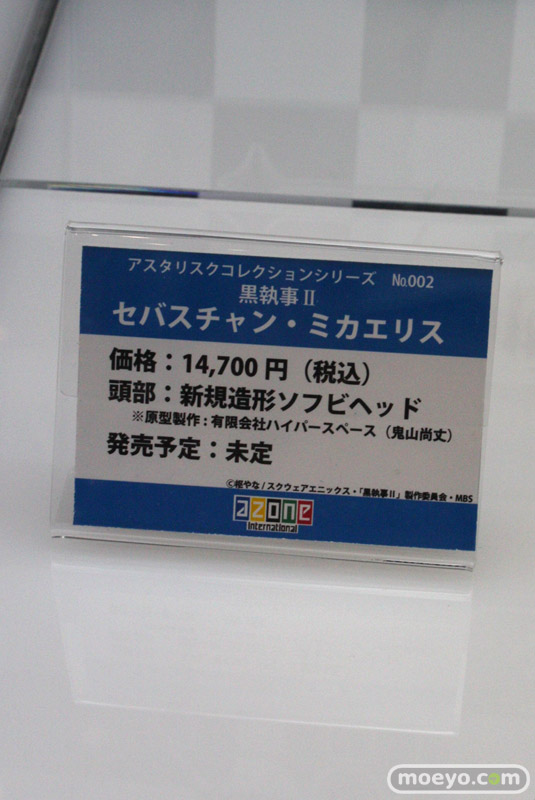 アスタリスクコレクションシリーズ №002
黒執事Ⅱ
セバスチャン・ミカエリス
価格：14,700円（税込）
頭部：新規造形ソフビヘッド
※原型製作：有限会社ハイパースペース（鬼山尚丈）
発売予定：未定
©枢やな/スクウェアエニックス・「黒執事Ⅱ」製作委員会・MBS
azone
international
moeyo.com